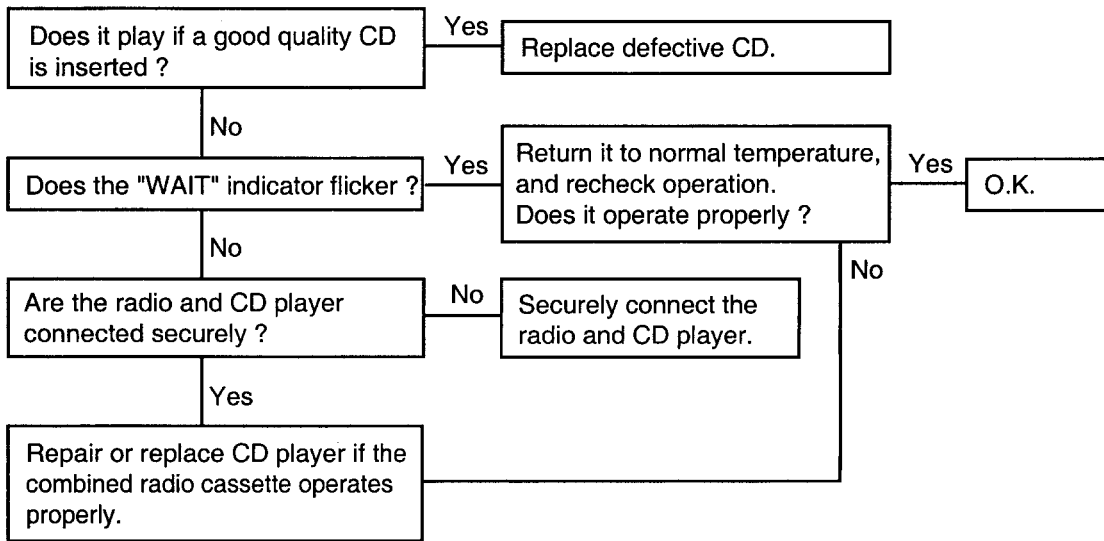 Does it play if a good quality CD
is inserted ?
Yes
Replace defective CD.
No
Does the "WAIT" indicator flicker ?
Yes
Return it to normal temperature,
and recheck operation.
Does it operate properly ?
Yes
O.K.
No
No
Are the radio and CD player
connected securely ?
No
Securely connect the
radio and CD player.
Yes
Repair or replace CD player if the
combined radio cassette operates
properly.